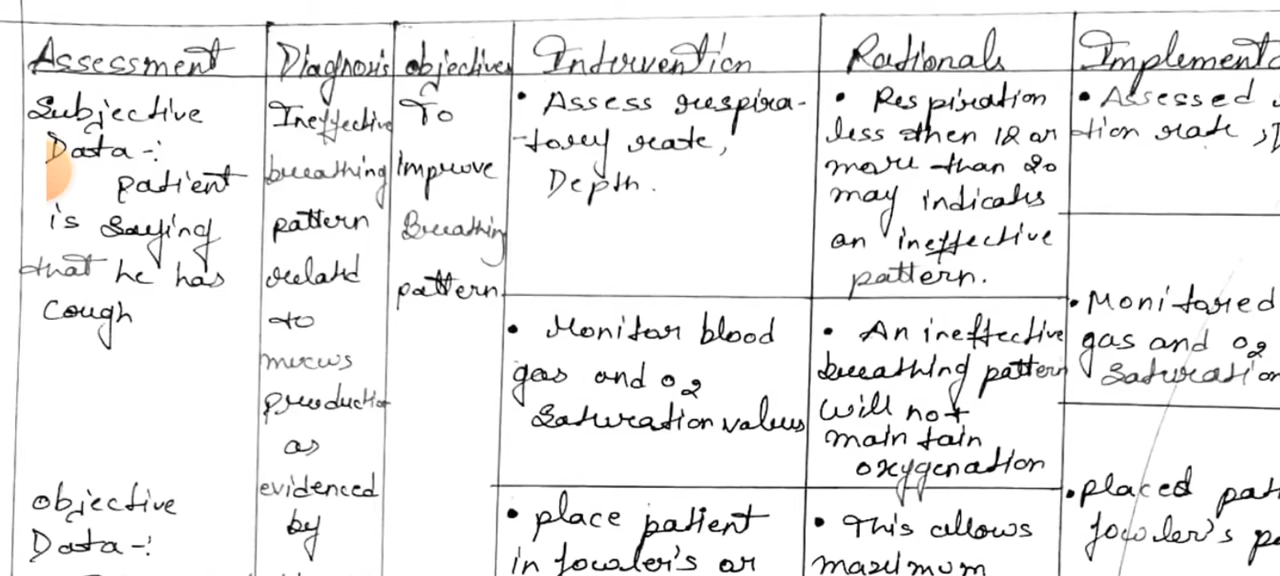 Assessment
Subjective
Data-:
patient
is saying
that he has
cough
objective
Data-:
Diagnosis
Ineffective
breathing
pattern
related
to
mucus
production
as
evidenced
by
objectives
To
improve
Breathing
pattern
Intervention
• Assess respira-
-tory rate,
Depth.
• Monitor blood
gas and O2
saturation values
• place patient
in fowler's or
Rationals
• Respiration
less then 12 or
more than 20
may indicates
an ineffective
pattern.
• An ineffective
breathing pattern
will not
maintain
oxygenation
• This allows
maximum
Implementa
• Assessed
tion rate, D
• Monitored
gas and O2
saturation
• placed pat
fowler's po